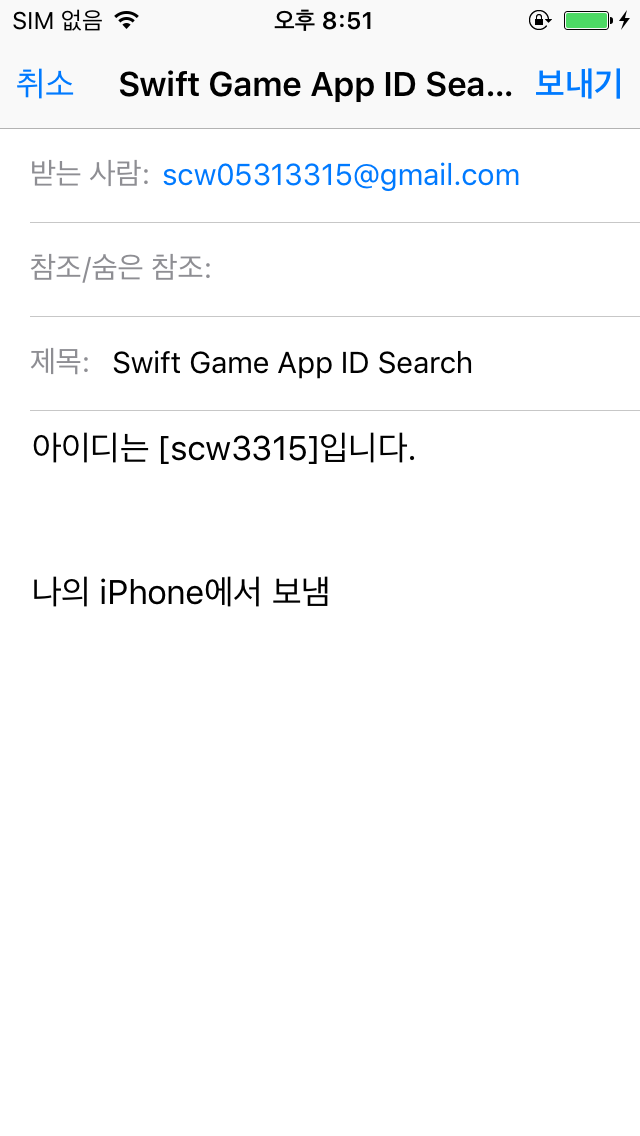 SIM 없음 오후 8:51
취소 Swift Game App ID Sea... 보내기
받는 사람: scw05313315@gmail.com
참조/숨은 참조:
제목: Swift Game App ID Search
아이디는 [scw3315]입니다.
나의 iPhone에서 보냄